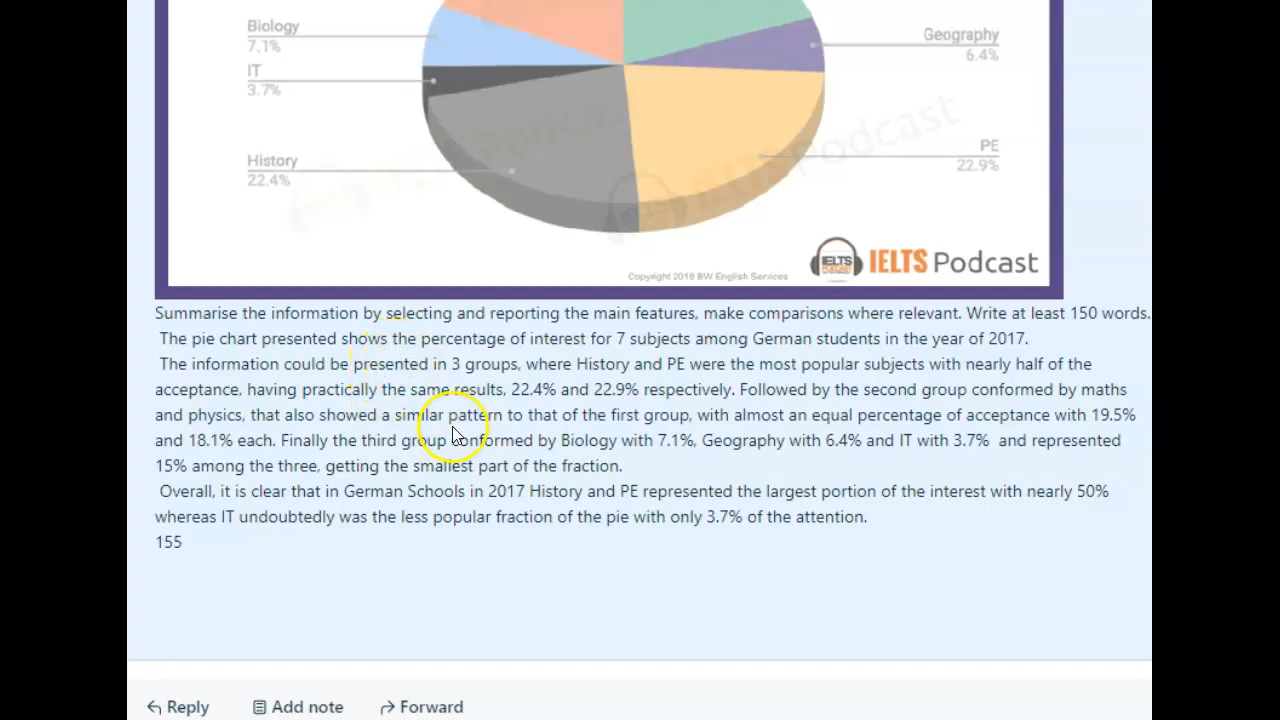 Biology
7.1%
Geography
6.4%
IT
3.7%
PE
22.9%
History
22.4%
IELTS Podcast
IELTS
PODCAST
IELTS Podcast
Copyright 2018 BW English Services
Summarise the information by selecting and reporting the main features, make comparisons where relevant. Write at least 150 words.
The pie chart presented shows the percentage of interest for 7 subjects among German students in the year of 2017.
The information could be presented in 3 groups, where History and PE were the most popular subjects with nearly half of the
acceptance, having practically the same results, 22.4% and 22.9% respectively. Followed by the second group conformed by maths
and physics, that also showed a similar pattern to that of the first group, with almost an equal percentage of acceptance with 19.5%
and 18.1% each. Finally the third group conformed by Biology with 7.1%, Geography with 6.4% and IT with 3.7% and represented
15% among the three, getting the smallest part of the fraction.
Overall, it is clear that in German Schools in 2017 History and PE represented the largest portion of the interest with nearly 50%
whereas IT undoubtedly was the less popular fraction of the pie with only 3.7% of the attention.
155
Reply Add note Forward